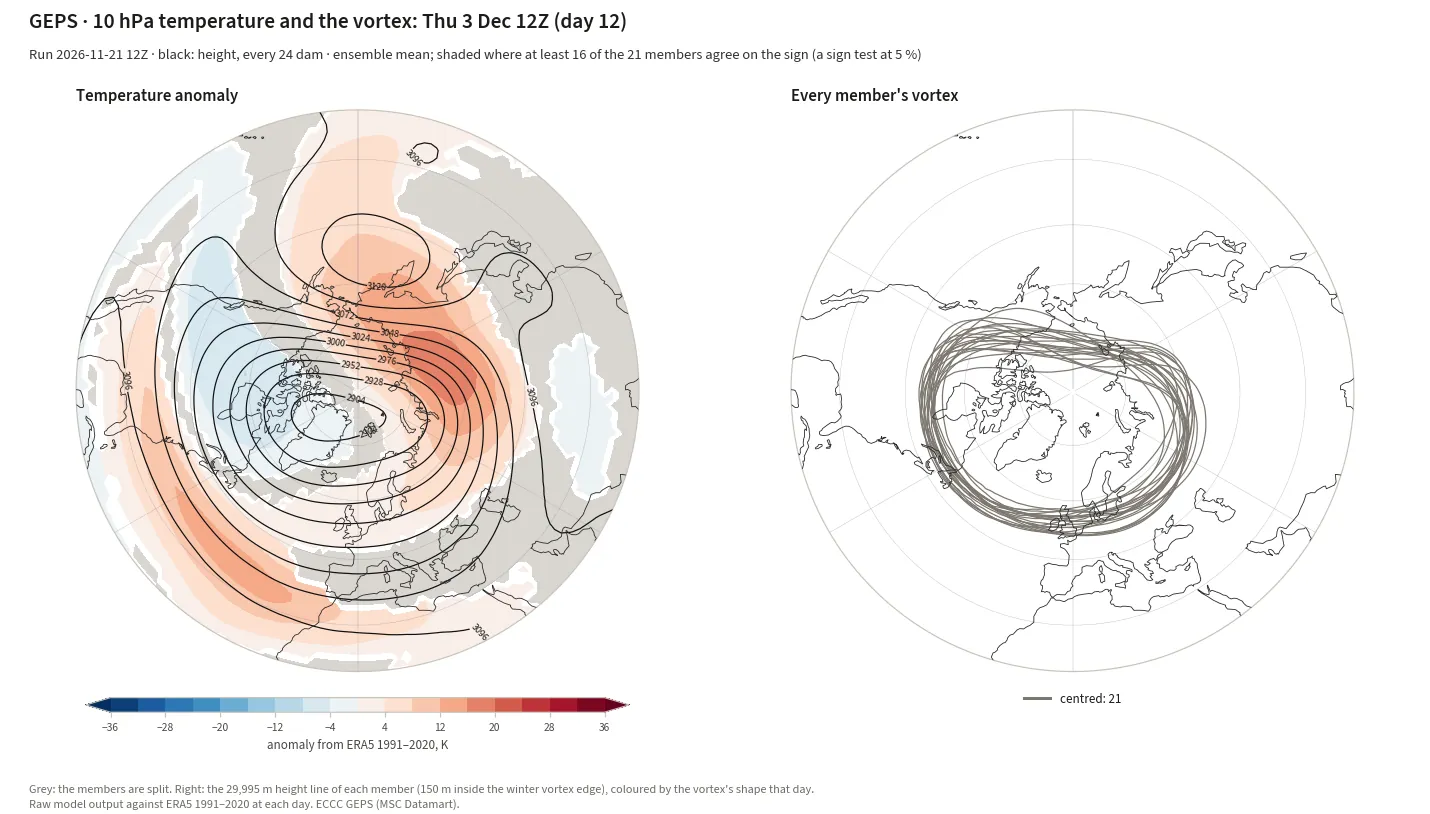 GEPS · 10 hPa temperature and the vortex: Thu 3 Dec 12Z (day 12)
Run 2026-11-21 12Z · black: height, every 24 dam · ensemble mean; shaded where at least 16 of the 21 members agree on the sign (a sign test at 5 %)
Temperature anomaly
Every member's vortex
3096
3120
3072
3048
3024
3000
2976
2952
2928
2904
3096
3096
3096
−36 −28 −20 −12 −4 4 12 20 28 36
anomaly from ERA5 1991–2020, K
centred: 21
Grey: the members are split. Right: the 29,995 m height line of each member (150 m inside the winter vortex edge), coloured by the vortex's shape that day.
Raw model output against ERA5 1991–2020 at each day. ECCC GEPS (MSC Datamart).